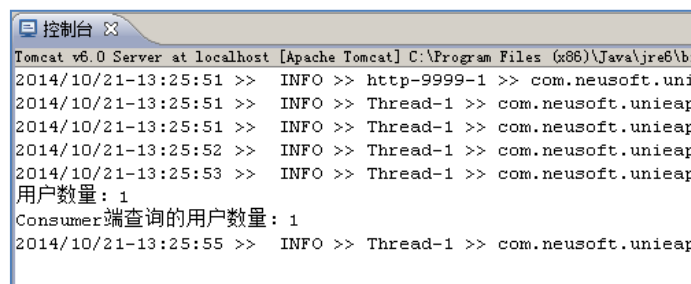 控制台
Tomcat v6.0 Server at localhost [Apache Tomcat] C:\Program Files (x86)\Java\jre6\b
2014/10/21-13:25:51 >>  INFO >> http-9999-1 >> com.neusoft.uni
2014/10/21-13:25:51 >>  INFO >> Thread-1 >> com.neusoft.unieap
2014/10/21-13:25:51 >>  INFO >> Thread-1 >> com.neusoft.unieap
2014/10/21-13:25:52 >>  INFO >> Thread-1 >> com.neusoft.unieap
2014/10/21-13:25:53 >>  INFO >> Thread-1 >> com.neusoft.unieap
用户数量：1
Consumer端查询的用户数量：1
2014/10/21-13:25:55 >>  INFO >> Thread-1 >> com.neusoft.unieap